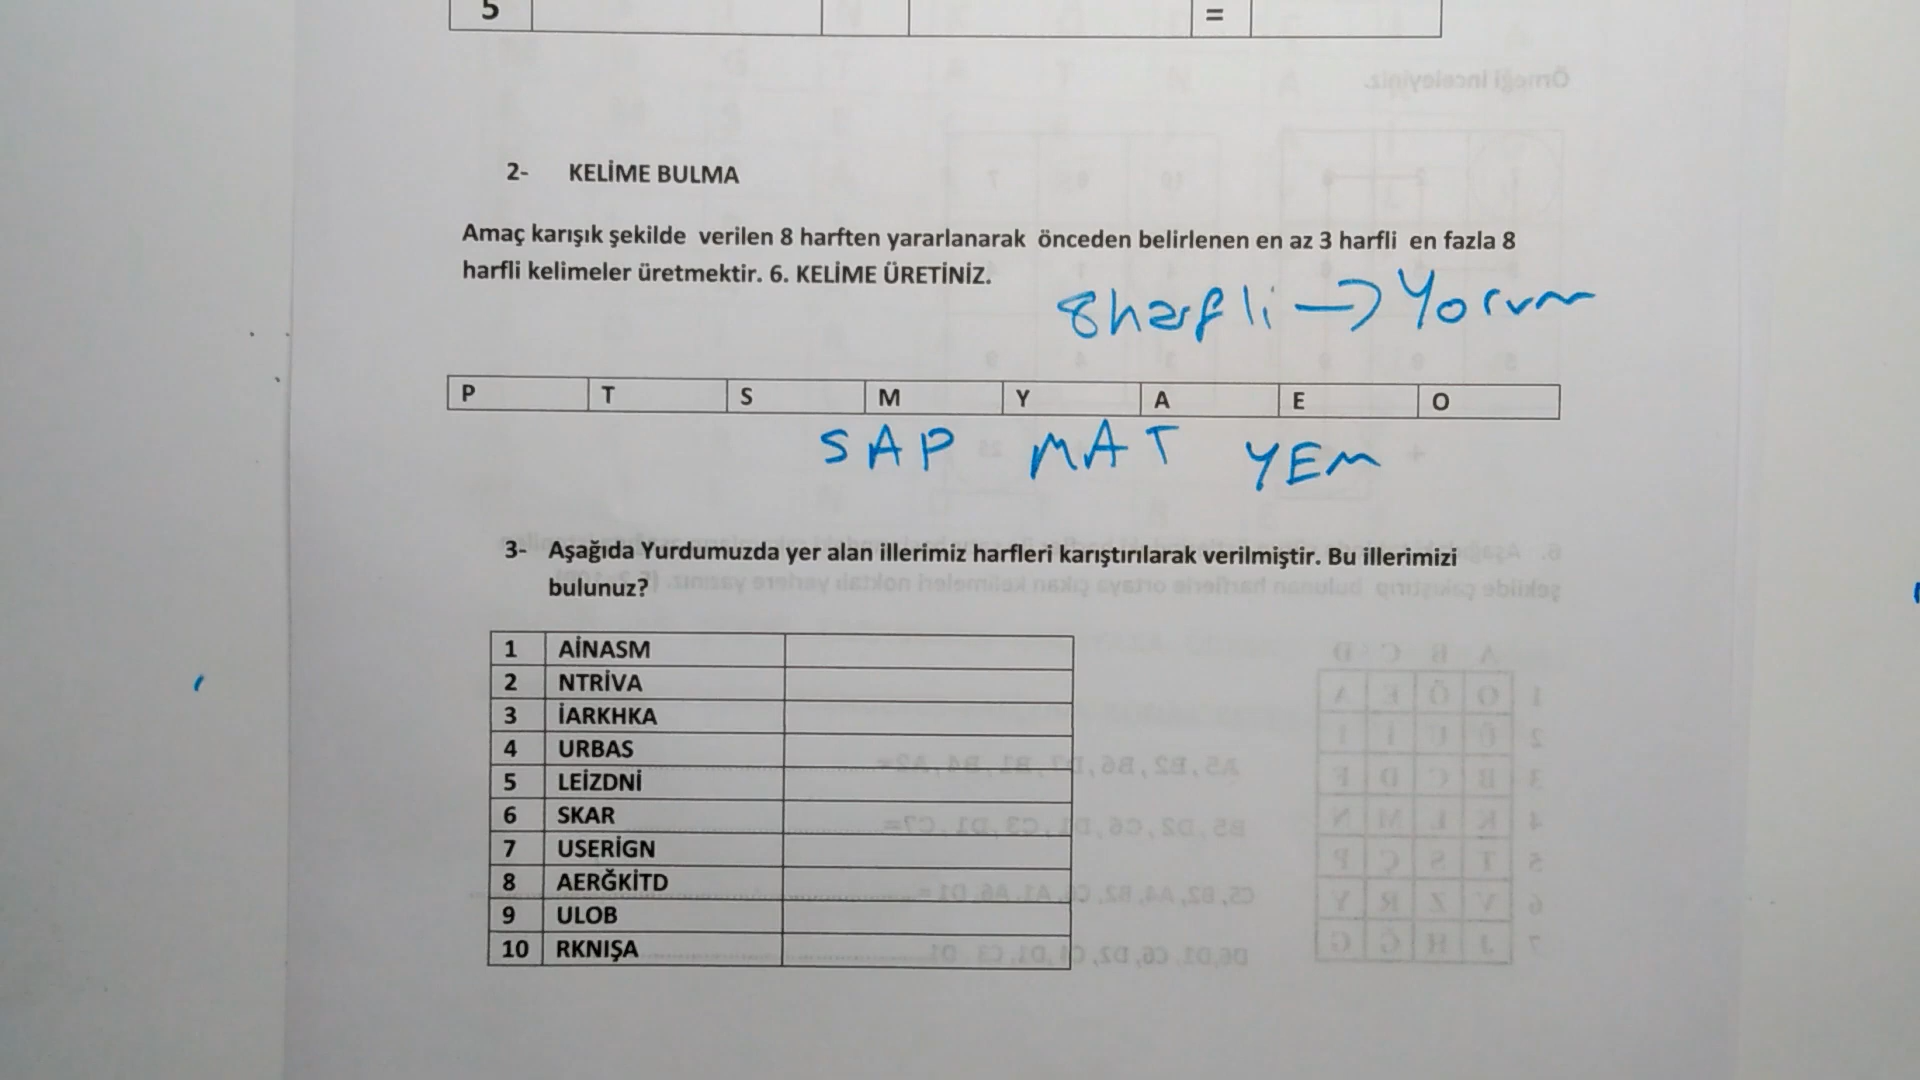 5 =
2- KELİME BULMA
Amaç karışık şekilde verilen 8 harften yararlanarak önceden belirlenen en az 3 harfli en fazla 8
harfli kelimeler üretmektir. 6. KELİME ÜRETİNİZ.
8harfli → Yorum
P T S M Y A E O
SAP MAT YEM
3- Aşağıda Yurdumuzda yer alan illerimiz harfleri karıştırılarak verilmiştir. Bu illerimizi
bulunuz?
1 AİNASM
2 NTRİVA
3 İARKHKA
4 URBAS
5 LEİZDNİ
6 SKAR
7 USERİGN
8 AERĞKİTD
9 ULOB
10 RKNIŞA